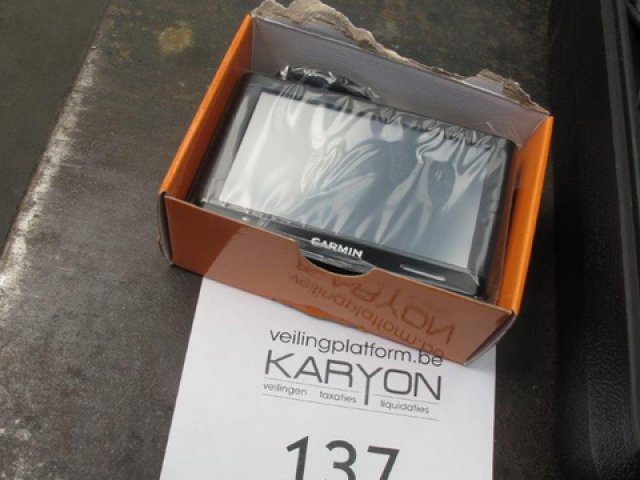 GARMIN
veilingplatform.be
KARYON
veilingen taxaties liquidaties
137